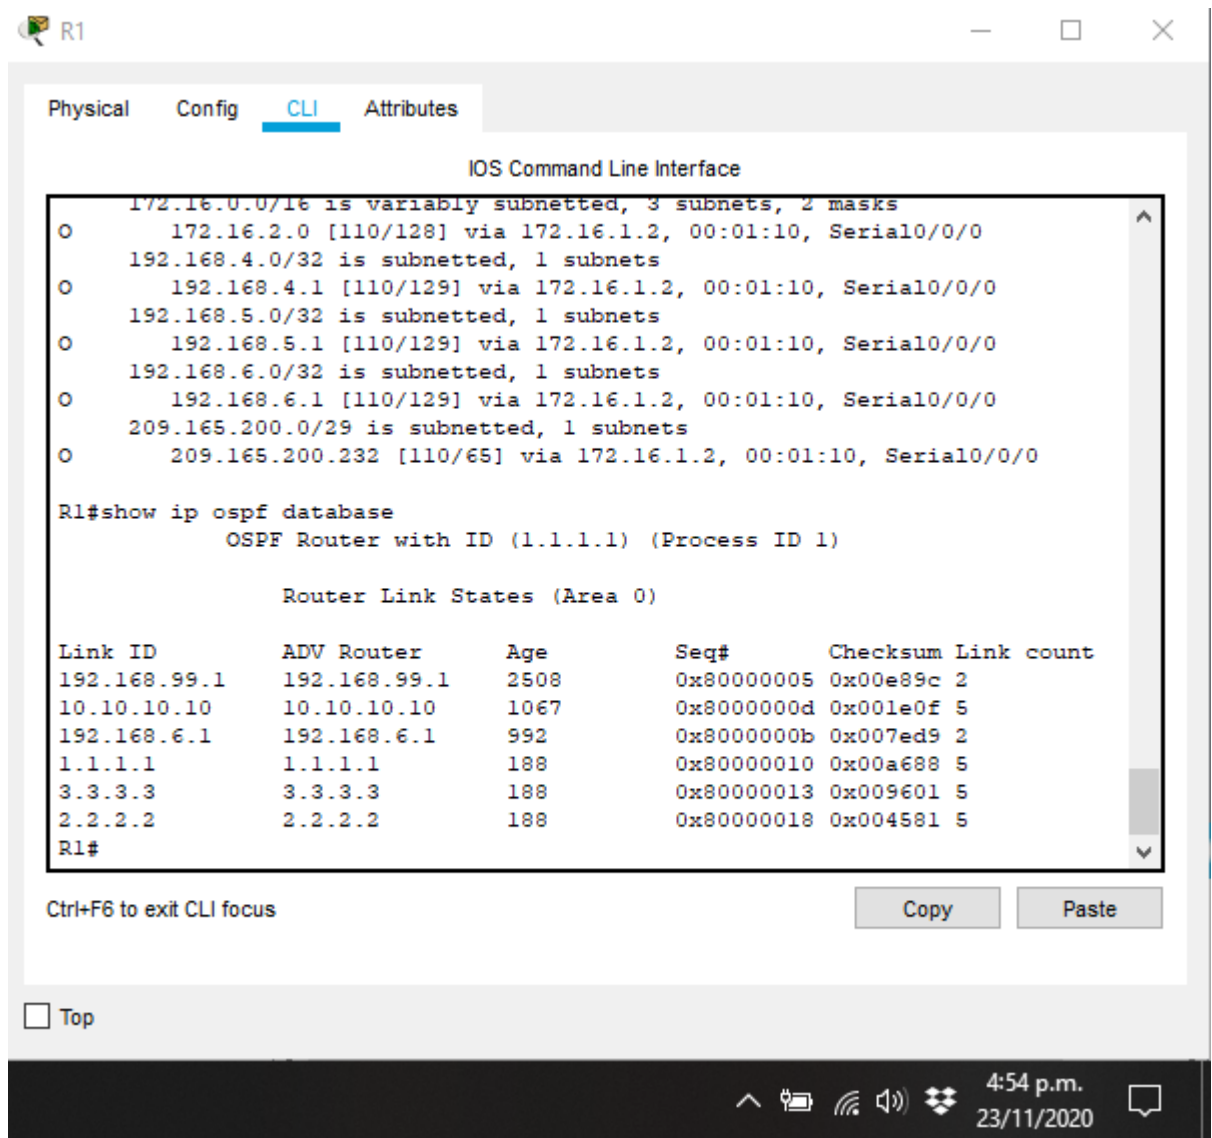 R1
Physical Config CLI Attributes
IOS Command Line Interface
172.16.0.0/16 is variably subnetted, 3 subnets, 2 masks
O 172.16.2.0 [110/128] via 172.16.1.2, 00:01:10, Serial0/0/0
192.168.4.0/32 is subnetted, 1 subnets
O 192.168.4.1 [110/129] via 172.16.1.2, 00:01:10, Serial0/0/0
192.168.5.0/32 is subnetted, 1 subnets
O 192.168.5.1 [110/129] via 172.16.1.2, 00:01:10, Serial0/0/0
192.168.6.0/32 is subnetted, 1 subnets
O 192.168.6.1 [110/129] via 172.16.1.2, 00:01:10, Serial0/0/0
209.165.200.0/29 is subnetted, 1 subnets
O 209.165.200.232 [110/65] via 172.16.1.2, 00:01:10, Serial0/0/0
R1#show ip ospf database
OSPF Router with ID (1.1.1.1) (Process ID 1)
Router Link States (Area 0)
Link ID ADV Router Age Seq# Checksum Link count
192.168.99.1 192.168.99.1 2508 0x80000005 0x00e89c 2
10.10.10.10 10.10.10.10 1067 0x8000000d 0x001e0f 5
192.168.6.1 192.168.6.1 992 0x8000000b 0x007ed9 2
1.1.1.1 1.1.1.1 188 0x80000010 0x00a688 5
3.3.3.3 3.3.3.3 188 0x80000013 0x009601 5
2.2.2.2 2.2.2.2 188 0x80000018 0x004581 5
R1#
Ctrl+F6 to exit CLI focus Copy Paste
Top
4:54 p.m.
23/11/2020